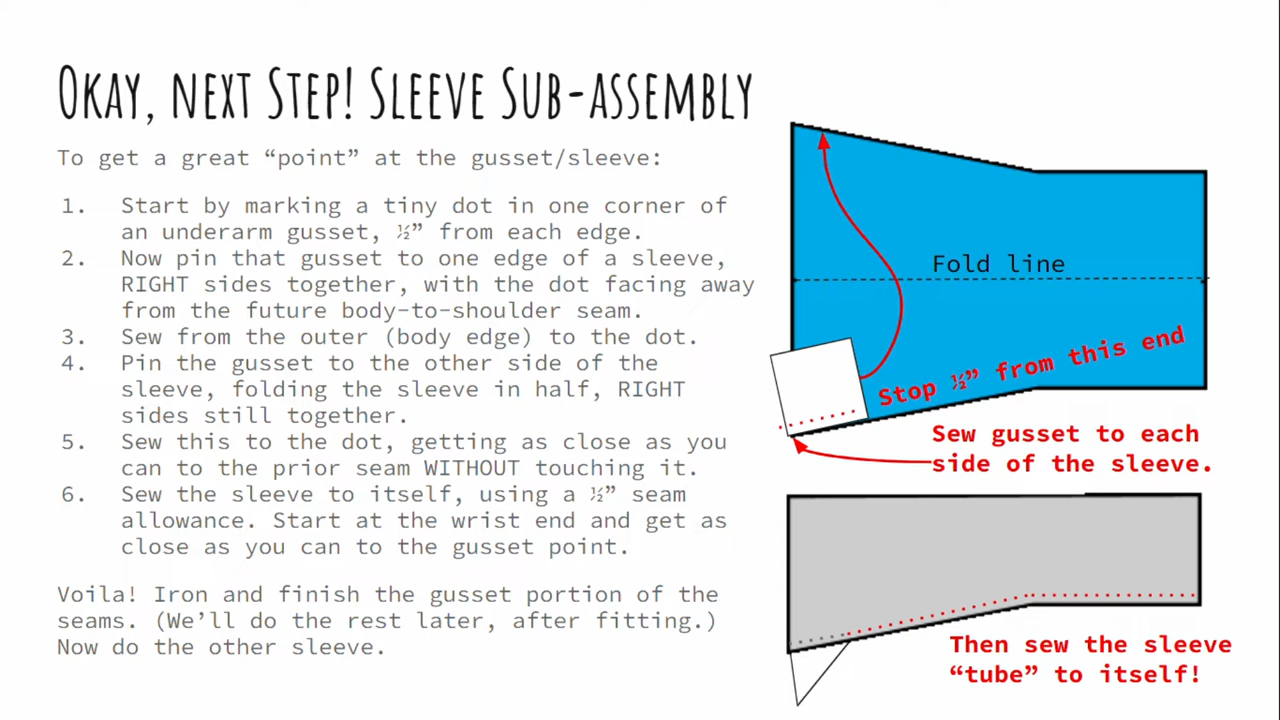 Okay, next Step! Sleeve Sub-assembly
To get a great “point” at the gusset/sleeve:
1. Start by marking a tiny dot in one corner of
an underarm gusset, ½” from each edge.
2. Now pin that gusset to one edge of a sleeve,
RIGHT sides together, with the dot facing away
from the future body-to-shoulder seam.
3. Sew from the outer (body edge) to the dot.
4. Pin the gusset to the other side of the
sleeve, folding the sleeve in half, RIGHT
sides still together.
5. Sew this to the dot, getting as close as you
can to the prior seam WITHOUT touching it.
6. Sew the sleeve to itself, using a ½” seam
allowance. Start at the wrist end and get as
close as you can to the gusset point.
Voila! Iron and finish the gusset portion of the
seams. (We’ll do the rest later, after fitting.)
Now do the other sleeve.
Fold line
Stop ½” from this end
Sew gusset to each
side of the sleeve.
Then sew the sleeve
“tube” to itself!